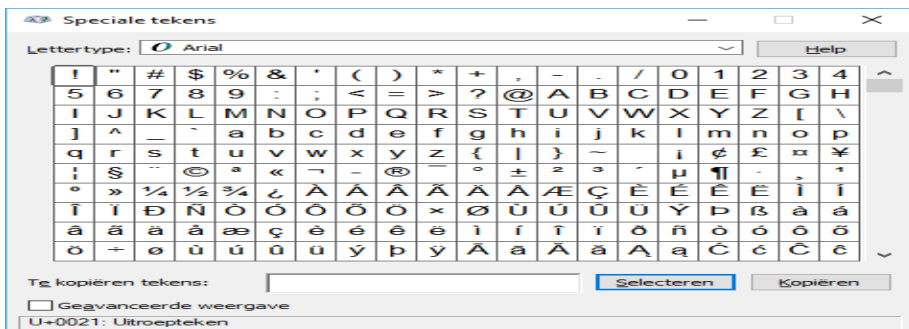 Speciale tekens
Lettertype: O Arial Help
! " # $ % & ' ( ) * + , - . / 0 1 2 3 4
5 6 7 8 9 : ; < = > ? @ A B C D E F G H
I J K L M N O P Q R S T U V W X Y Z [ \
] ^ _ ` a b c d e f g h i j k l m n o p
q r s t u v w x y z { | } ~ ¡ ¢ £ ¤ ¥
¦ § ¨ © ª « ¬ - ® ¯ ° ± ² ³ ´ µ ¶ · ¸ ¹
º » ¼ ½ ¾ ¿ À Á Â Ã Ä Å Æ Ç È É Ê Ë Ì Í
Î Ï Ð Ñ Ò Ó Ô Õ Ö × Ø Ù Ú Û Ü Ý Þ ß à á
â ã ä å æ ç è é ê ë ì í î ï ð ñ ò ó ô õ
ö ÷ ø ù ú û ü ý þ ÿ Ā ā Ă ă Ą ą Ć ć Ĉ ĉ
Te kopiëren tekens: Selecteren Kopiëren
Geavanceerde weergave
U+0021: Uitroepteken